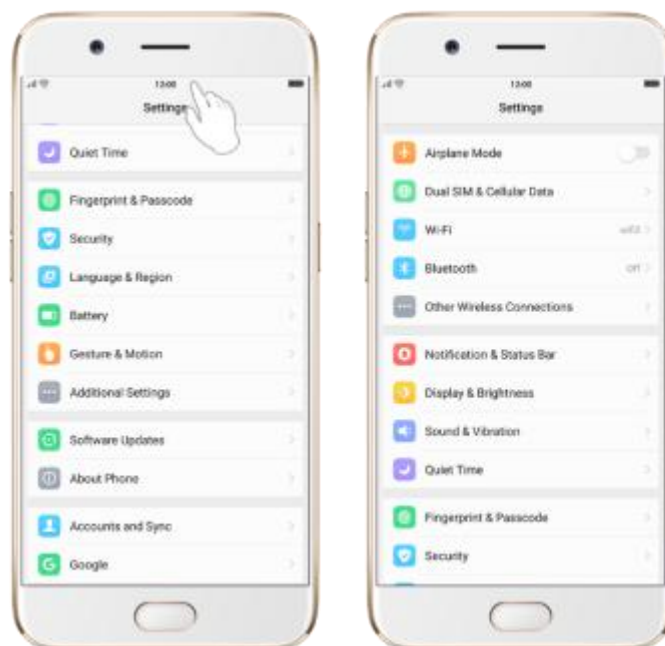 12:00
Settings
Quiet Time
Fingerprint & Passcode
Security
Language & Region
Battery
Gesture & Motion
Additional Settings
Software Updates
About Phone
Accounts and Sync
Google
12:00
Settings
Airplane Mode
Dual SIM & Cellular Data
Wi-Fi
Bluetooth
Off
Other Wireless Connections
Notification & Status Bar
Display & Brightness
Sound & Vibration
Quiet Time
Fingerprint & Passcode
Security